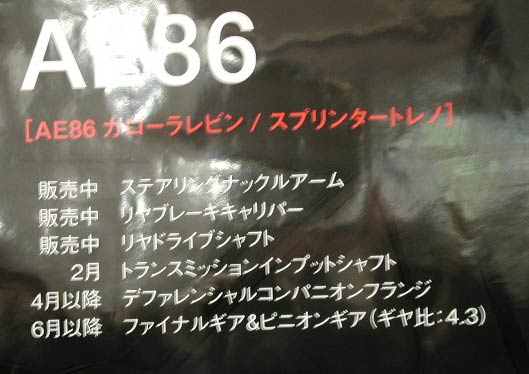 AE86
[AE86 カローラレビン / スプリンタートレノ]
販売中 ステアリングナックルアーム
販売中 リヤブレーキキャリパー
販売中 リヤドライブシャフト
2月 トランスミッションインプットシャフト
4月以降 デファレンシャルコンパニオンフランジ
6月以降 ファイナルギア&ピニオンギア(ギヤ比:4.3)